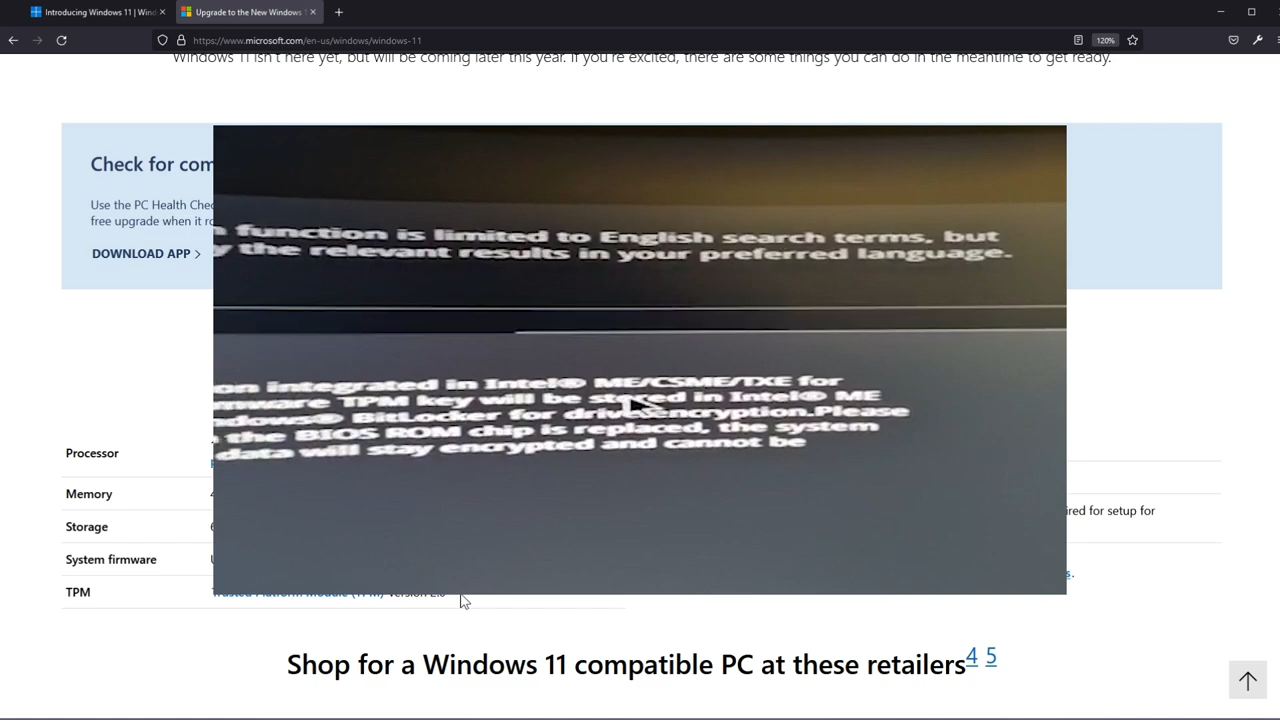 Introducing Windows 11 | Win
Upgrade to the New Windows
https://www.microsoft.com/en-us/windows/windows-11
120%
Windows 11 isn't here yet, but will be coming later this year. If you're excited, there are some things you can do in the meantime to get ready.
Check for com
Use the PC Health Chec
free upgrade when it ro
DOWNLOAD APP >
function is limited to English search terms, but
y the relevant results in your preferred language.
on integrated in Intel® ME/CSME/TXE for
mware TPM key will be stored in Intel® ME
ndows® BitLocker for drive encryption.Please
the BIOS ROM chip is replaced, the system
data will stay encrypted and cannot be
Processor
Memory
Storage
ired for setup for
System firmware
s.
TPM
Trusted Platform Module (TPM) version 2.0
Shop for a Windows 11 compatible PC at these retailers 4 5